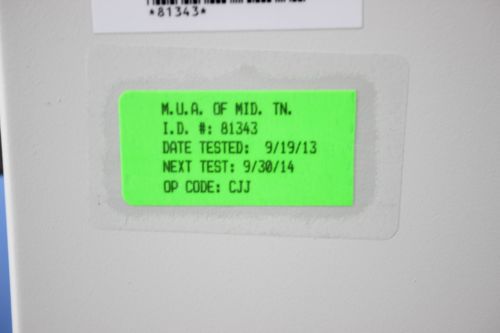 *81343*
M.U.A. OF MID. TN.
I.D. #: 81343
DATE TESTED: 9/19/13
NEXT TEST: 9/30/14
OP CODE: CJJ